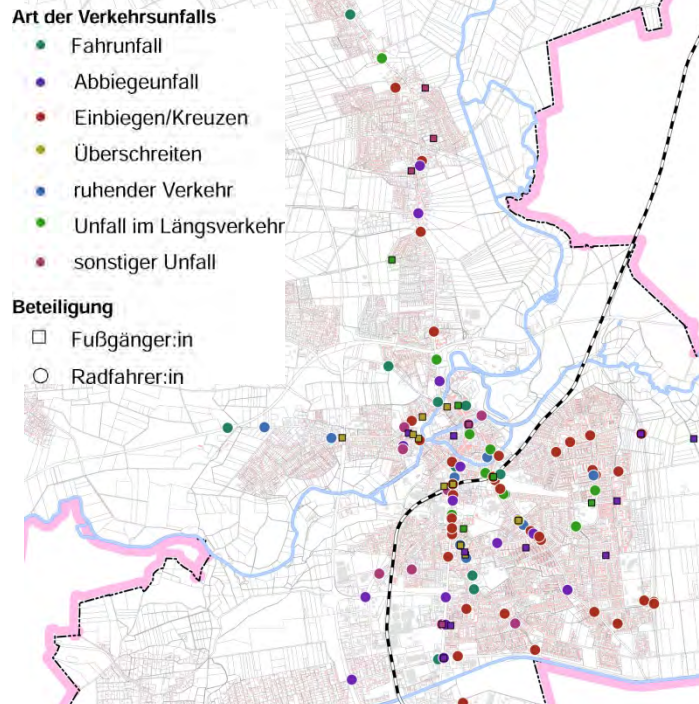 Art der Verkehrsunfalls
Fahrunfall
Abbiegeunfall
Einbiegen/Kreuzen
Überschreiten
ruhender Verkehr
Unfall im Längsverkehr
sonstiger Unfall
Beteiligung
Fußgänger:in
Radfahrer:in